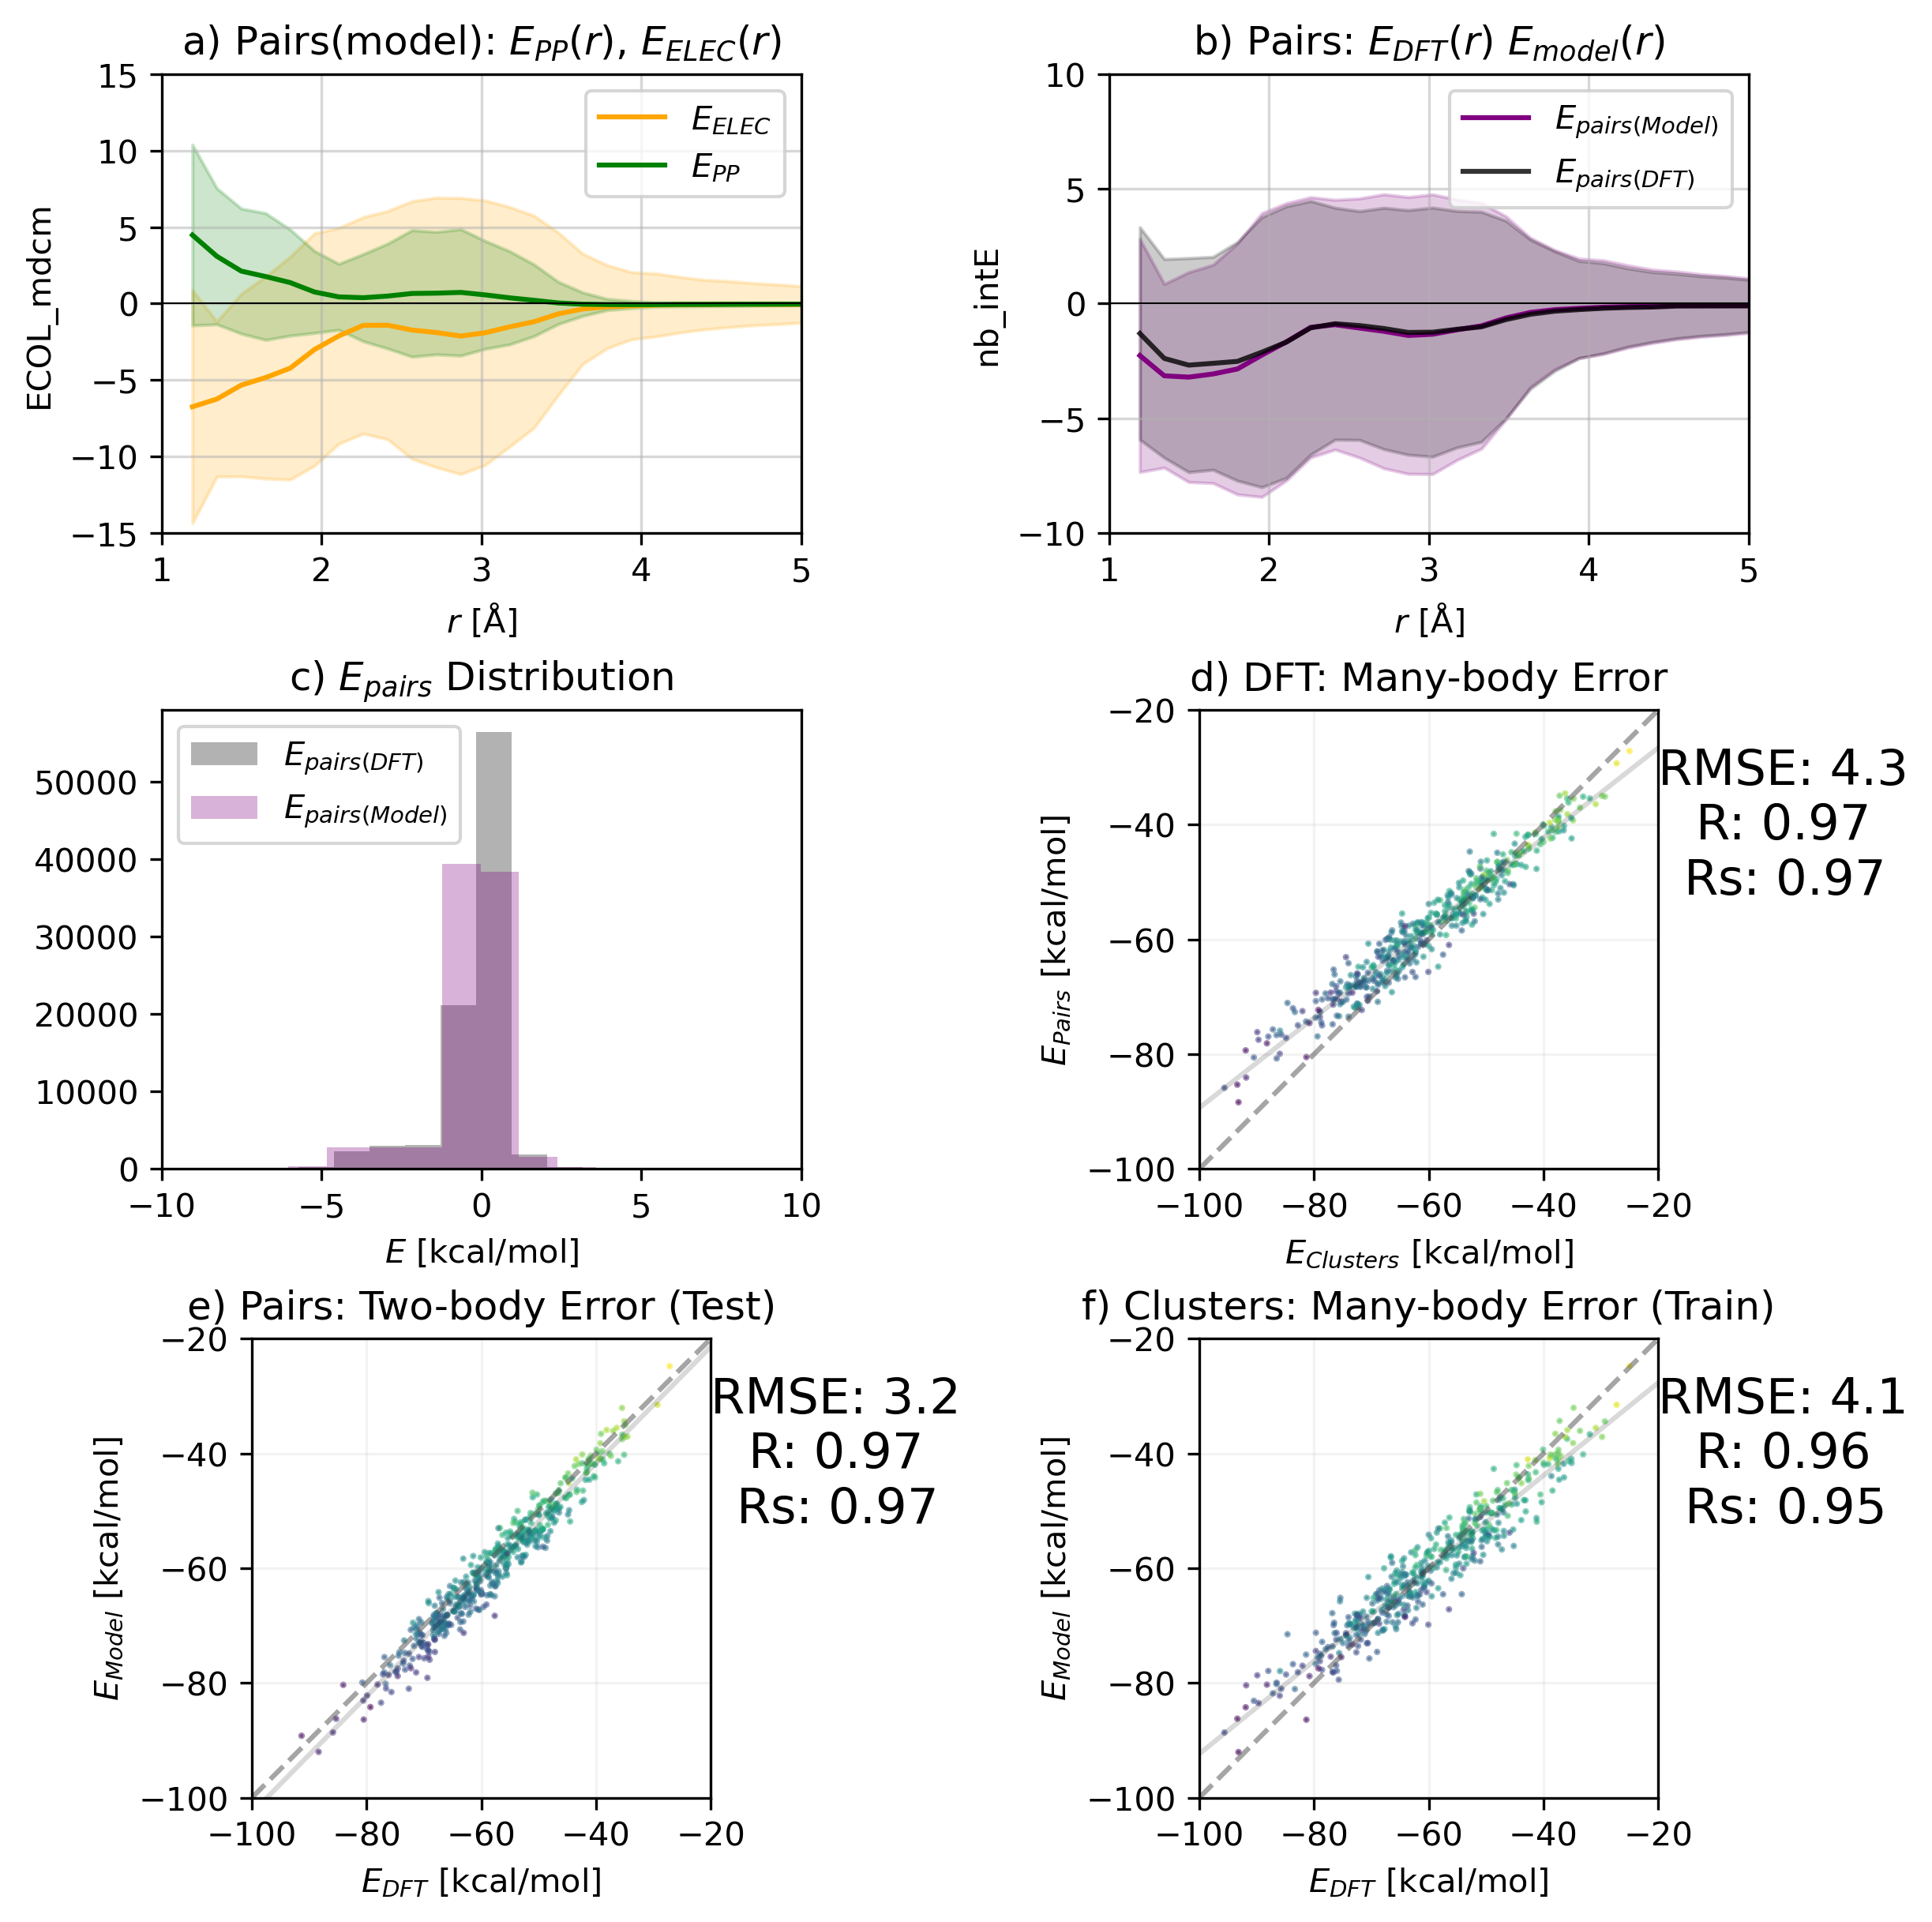 a) Pairs(model): E_PP(r), E_ELEC(r)
15
10
5
0
−5
−10
−15
ECOL_mdcm
E_ELEC
E_PP
1 2 3 4 5
r [Å]
b) Pairs: E_DFT(r) E_model(r)
10
5
0
−5
−10
nb_intE
E_pairs(Model)
E_pairs(DFT)
1 2 3 4 5
r [Å]
c) E_pairs Distribution
E_pairs(DFT)
E_pairs(Model)
50000
40000
30000
20000
10000
0
−10 −5 0 5 10
E [kcal/mol]
d) DFT: Many-body Error
−20
−40
−60
−80
−100
E_Pairs [kcal/mol]
−100 −80 −60 −40 −20
E_Clusters [kcal/mol]
RMSE: 4.3
R: 0.97
Rs: 0.97
e) Pairs: Two-body Error (Test)
−20
−40
−60
−80
−100
E_Model [kcal/mol]
−100 −80 −60 −40 −20
E_DFT [kcal/mol]
RMSE: 3.2
R: 0.97
Rs: 0.97
f) Clusters: Many-body Error (Train)
−20
−40
−60
−80
−100
E_Model [kcal/mol]
−100 −80 −60 −40 −20
E_DFT [kcal/mol]
RMSE: 4.1
R: 0.96
Rs: 0.95